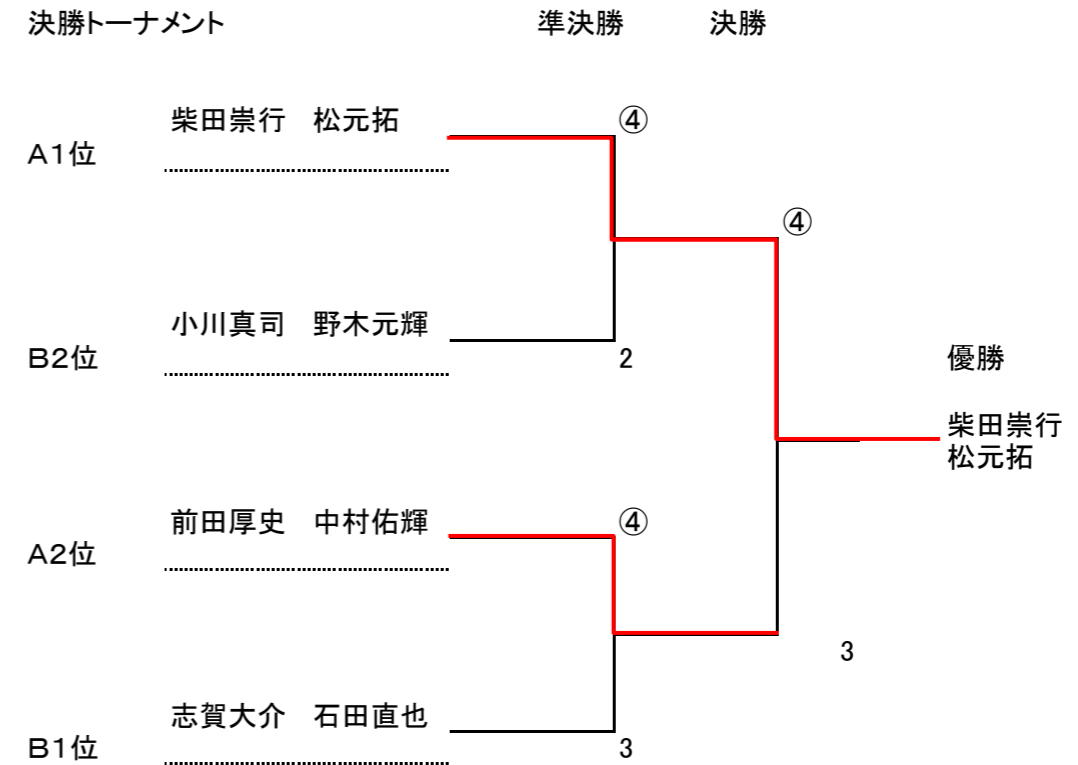 決勝トーナメント 準決勝 決勝
柴田崇行 松元拓 ④
A1位
④
小川真司 野木元輝
B2位 2 優勝
柴田崇行
松元拓
前田厚史 中村佑輝 ④
A2位
3
志賀大介 石田直也
B1位 3